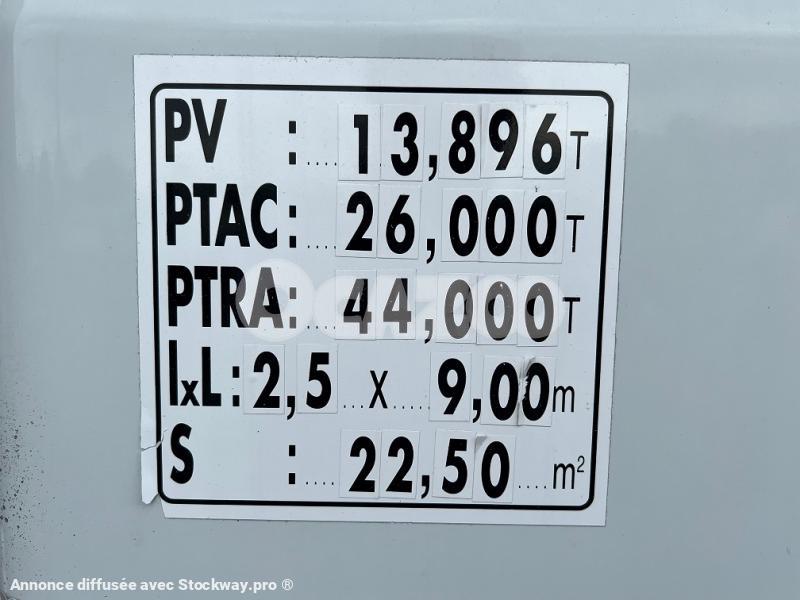 PV : .... 13,896 T
PTAC : .... 26,000 T
PTRA : .... 44,000 T
lxL : 2,5 ... X ..... 9,00 m
S : .... 22,50 .... m²
Annonce diffusée avec Stockway.pro ®